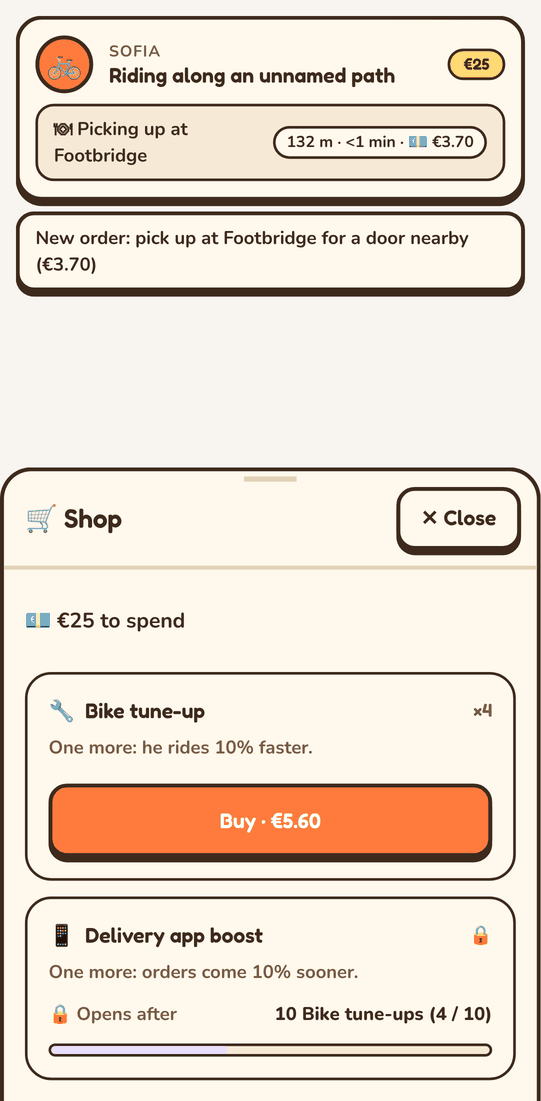 SOFIA
Riding along an unnamed path
€25
🍽 Picking up at
Footbridge
132 m · <1 min · 💶 €3.70
New order: pick up at Footbridge for a door nearby
(€3.70)
🛒 Shop
✕ Close
💶 €25 to spend
🔧 Bike tune-up
×4
One more: he rides 10% faster.
Buy · €5.60
📱 Delivery app boost
🔒
One more: orders come 10% sooner.
🔒 Opens after
10 Bike tune-ups (4 / 10)